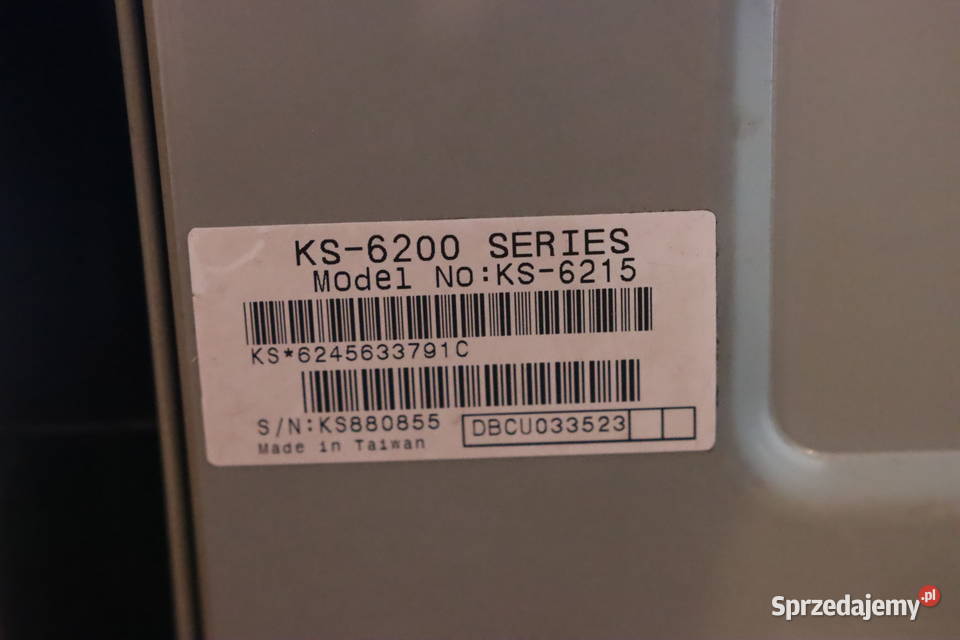 KS-6200 SERIES
Model No:KS-6215
KS*6245633791C
S/N:KS880855
DBCU033523
Made in Taiwan
Sprzedajemy.pl